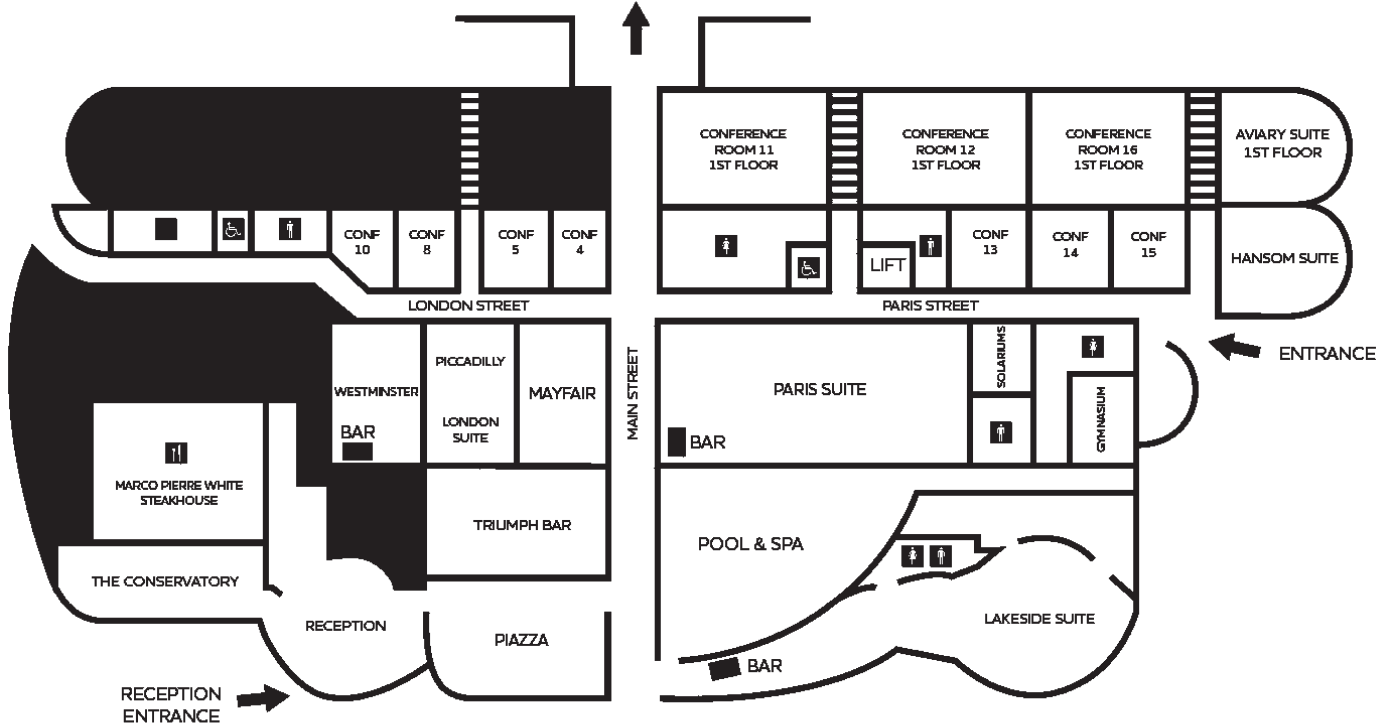 CONFERENCE
ROOM 11
1ST FLOOR
CONFERENCE
ROOM 12
1ST FLOOR
CONFERENCE
ROOM 16
1ST FLOOR
AVIARY SUITE
1ST FLOOR
CONF
10
CONF
8
CONF
5
CONF
4
LIFT
CONF
13
CONF
14
CONF
15
HANSOM SUITE
LONDON STREET
PARIS STREET
ENTRANCE
WESTMINSTER
BAR
PICCADILLY
LONDON
SUITE
MAYFAIR
MAIN STREET
PARIS SUITE
BAR
SOLARIUMS
GYMNASIUM
MARCO PIERRE WHITE
STEAKHOUSE
TRIUMPH BAR
POOL & SPA
THE CONSERVATORY
RECEPTION
PIAZZA
LAKESIDE SUITE
BAR
RECEPTION
ENTRANCE